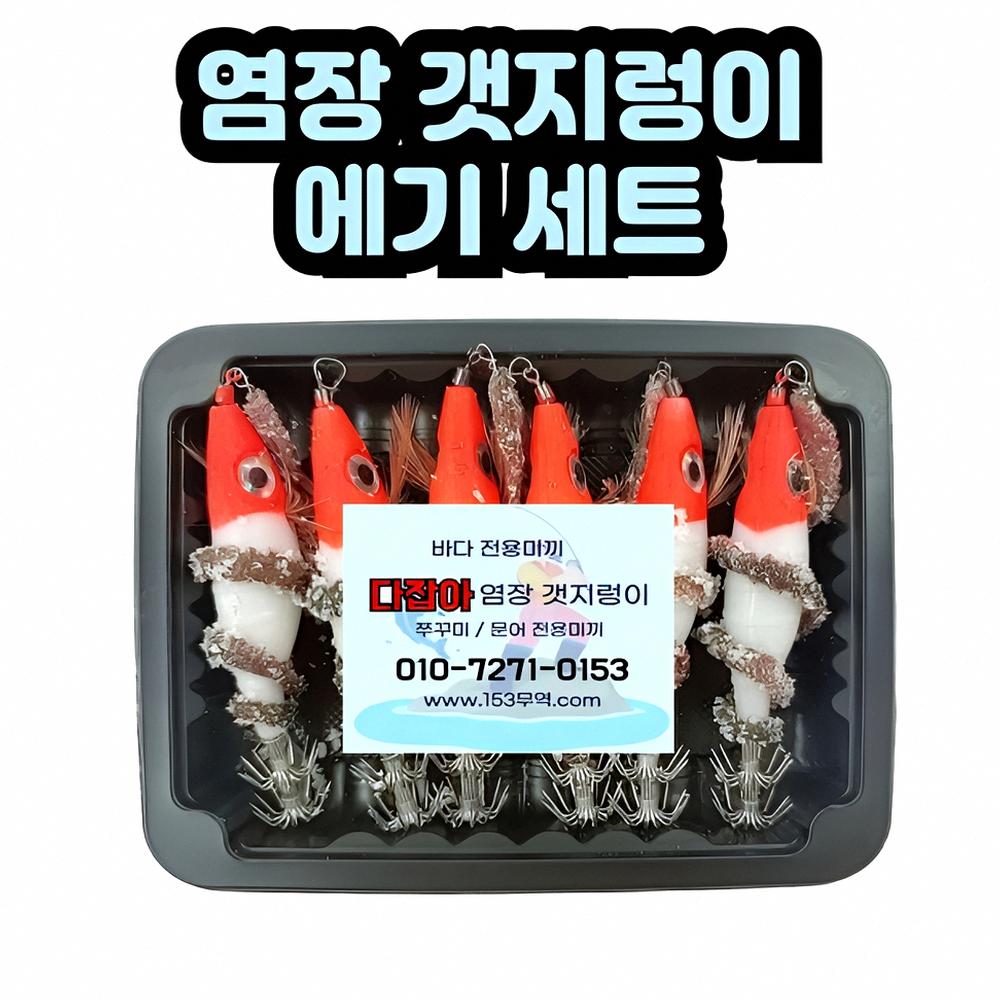 염장 갯지렁이
에기 세트
바다 전용미끼
다잡아 염장 갯지렁이
쭈꾸미 / 문어 전용미끼
010-7271-0153
www.153무역.com